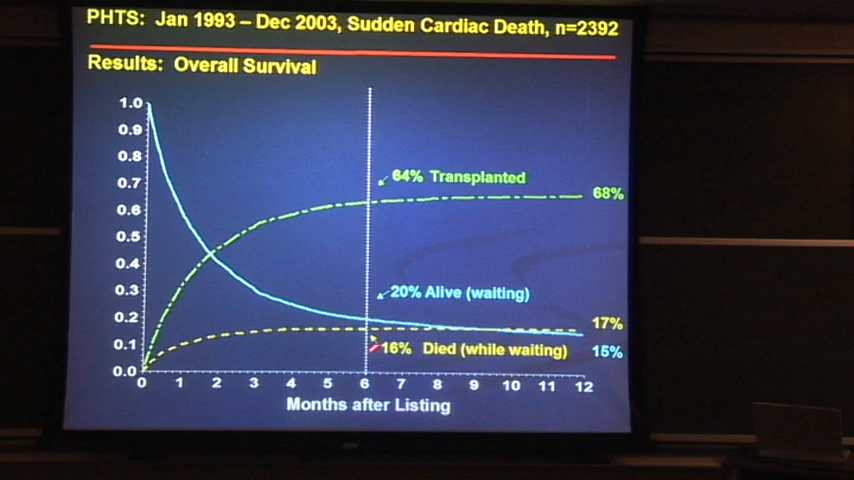 PHTS: Jan 1993 – Dec 2003, Sudden Cardiac Death, n=2392
Results: Overall Survival
1.0
0.9
0.8
64% Transplanted
0.7
68%
0.6
0.5
0.4
0.3
20% Alive (waiting)
0.2
17%
0.1
16% Died (while waiting)
15%
0.0
0 1 2 3 4 5 6 7 8 9 10 11 12
Months after Listing